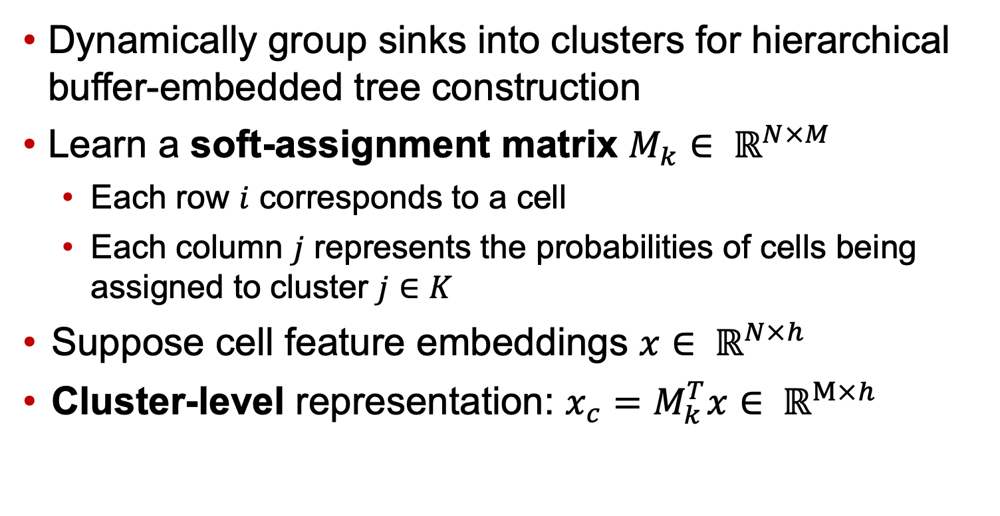 • Dynamically group sinks into clusters for hierarchical
buffer-embedded tree construction
• Learn a soft-assignment matrix $M_k \in \mathbb{R}^{N \times M}$
• Each row $i$ corresponds to a cell
• Each column $j$ represents the probabilities of cells being
assigned to cluster $j \in K$
• Suppose cell feature embeddings $x \in \mathbb{R}^{N \times h}$
• Cluster-level representation: $x_c = M_k^T x \in \mathbb{R}^{\mathrm{M} \times h}$